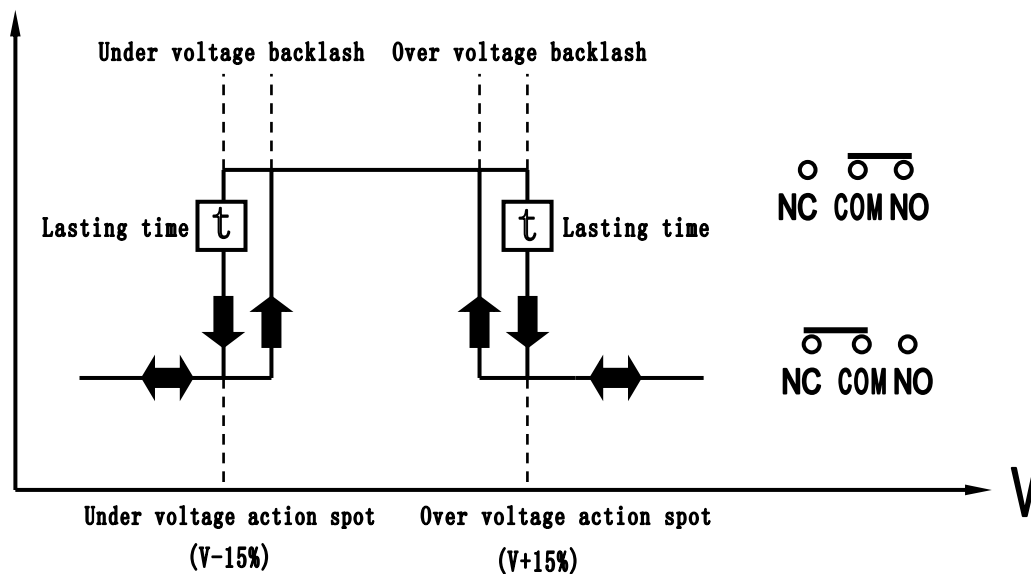 Under voltage backlash Over voltage backlash
NC COM NO
Lasting time t t Lasting time
NC COM NO
V
Under voltage action spot Over voltage action spot
(V-15%) (V+15%)